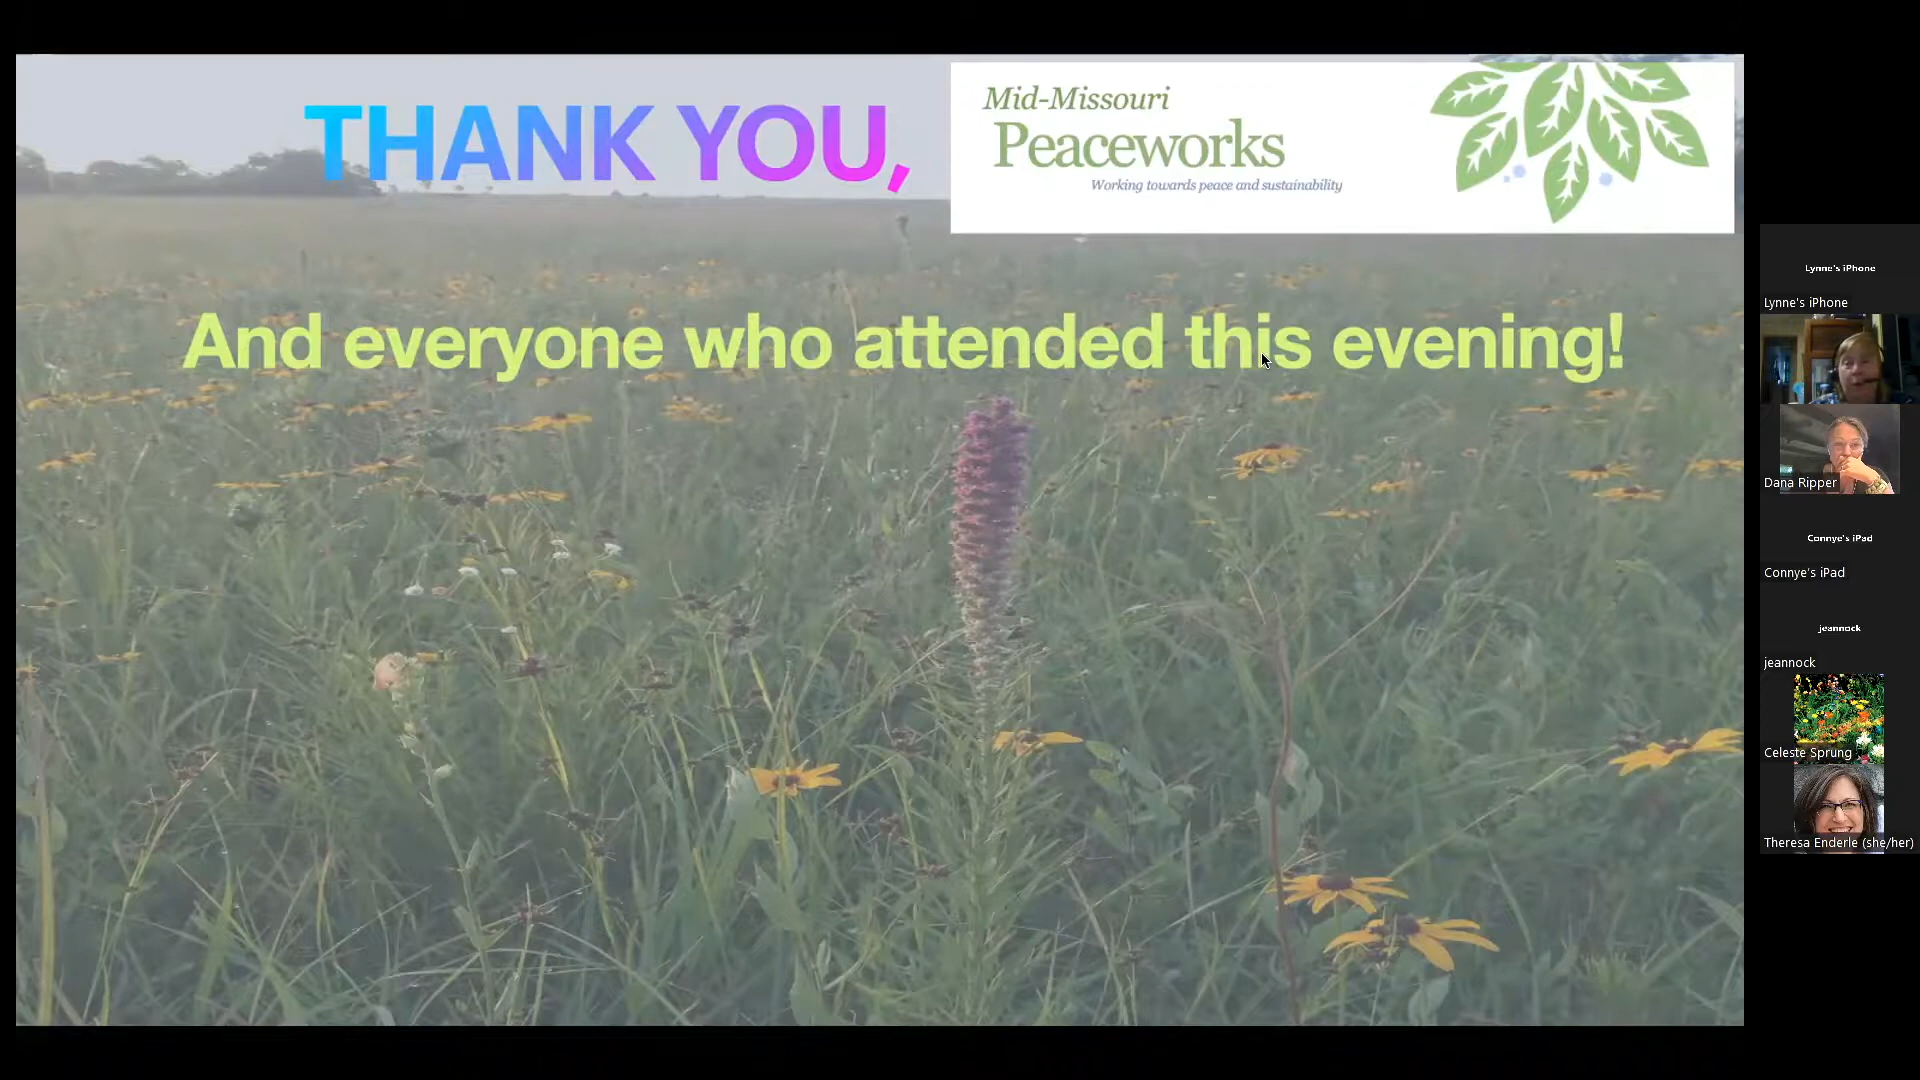 THANK YOU,
Mid-Missouri
Peaceworks
Working towards peace and sustainability
And everyone who attended this evening!
Lynne's iPhone
Lynne's iPhone
Dana Ripper
Connye's iPad
Connye's iPad
jeannock
jeannock
Celeste Sprung
Theresa Enderle (she/her)